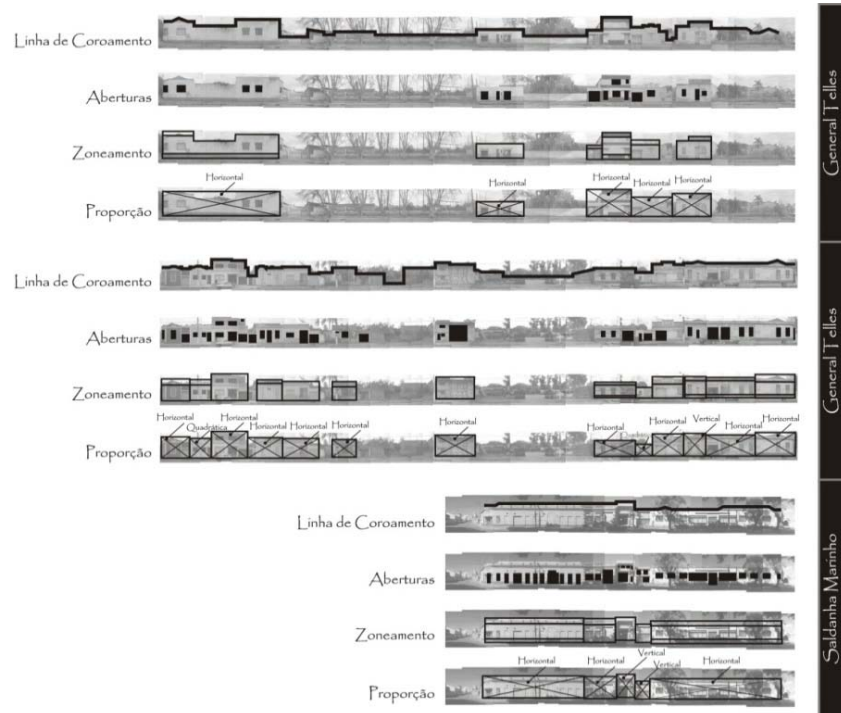 Linha de Coroamento
Aberturas
Zoneamento
Horizontal
Horizontal
Horizontal
Horizontal
Horizontal
Proporção
General Telles
Linha de Coroamento
Aberturas
Zoneamento
Horizontal
Quadrática
Horizontal
Horizontal
Horizontal
Horizontal
Horizontal
Horizontal
Horizontal
Vertical
Horizontal
Horizontal
Proporção
General Telles
Linha de Coroamento
Aberturas
Zoneamento
Horizontal
Horizontal
Vertical
Vertical
Horizontal
Proporção
Saldanha Marinho